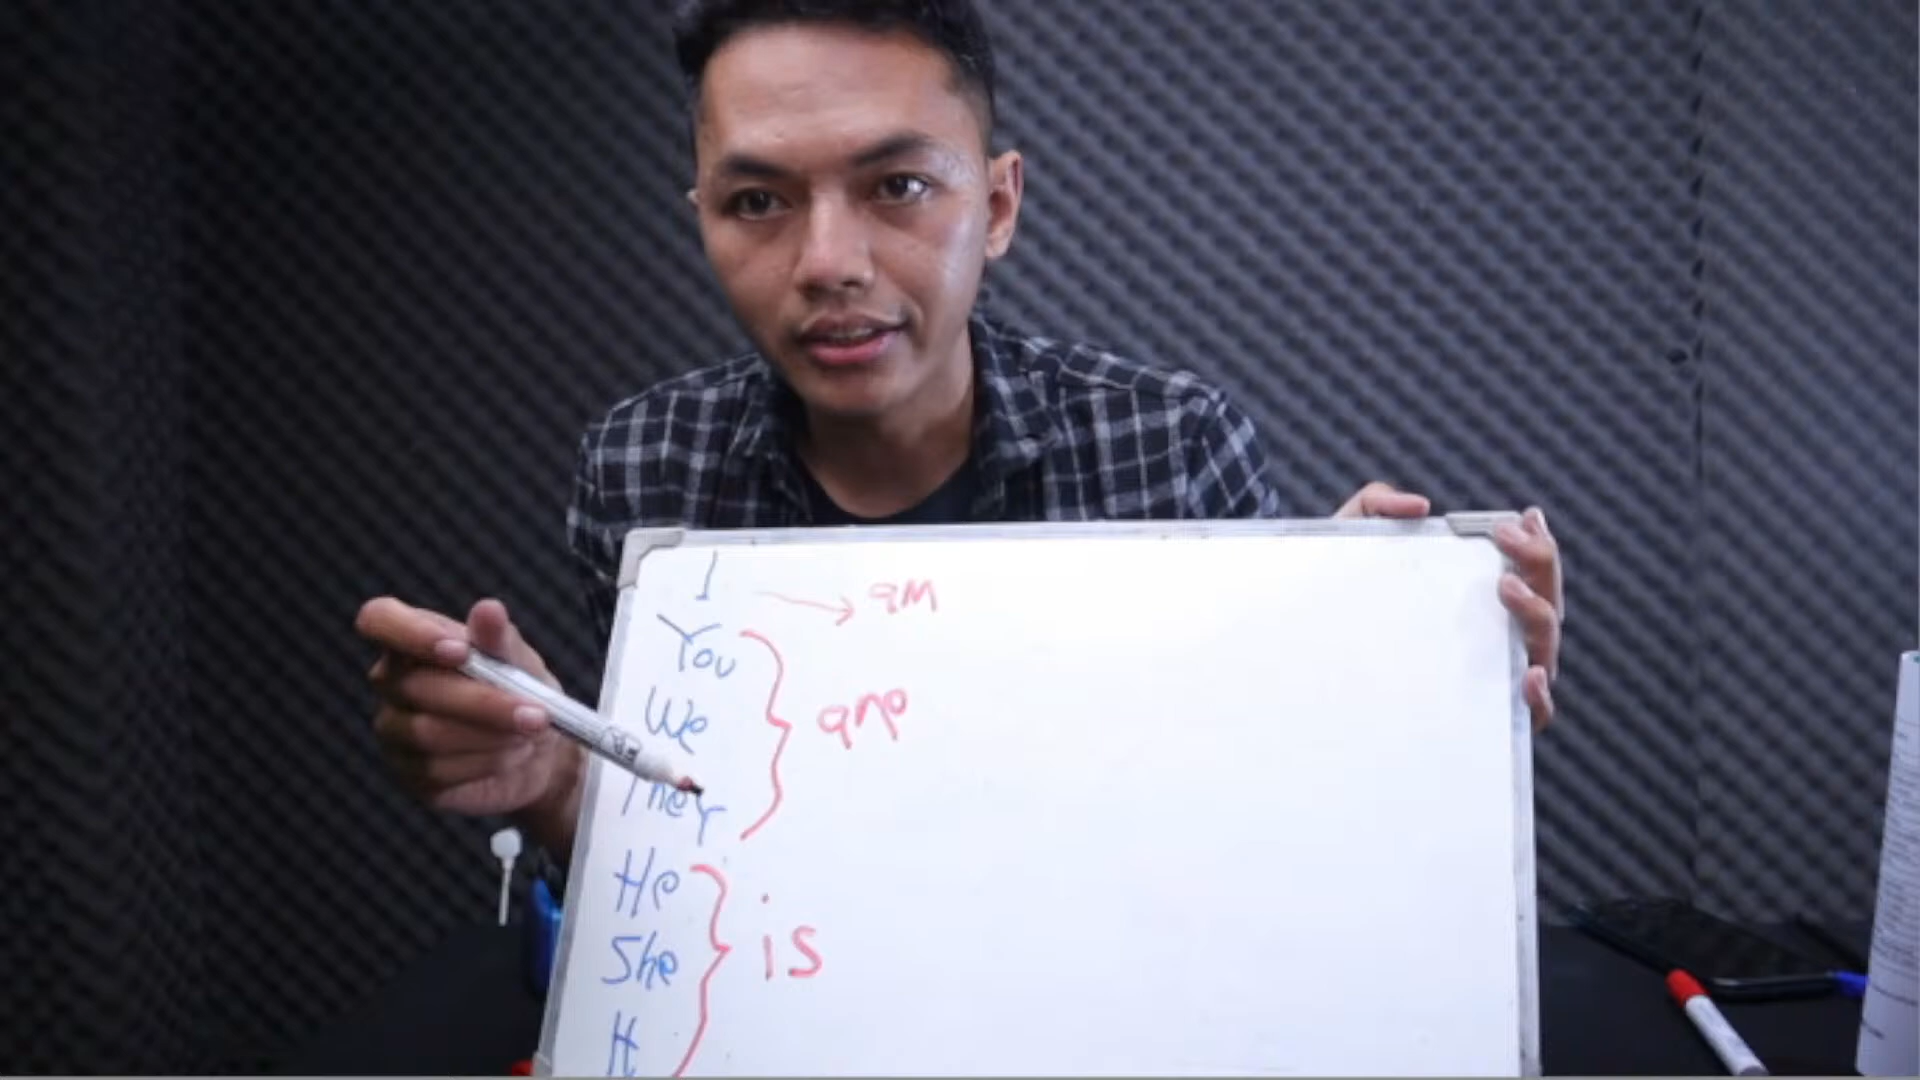 I → am
You
We } are
They
He
She } is
It